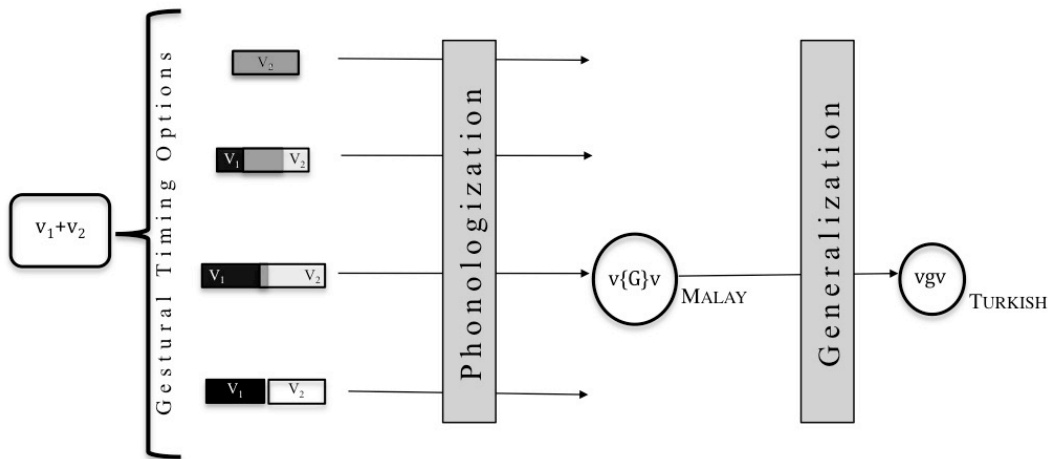 v₁+v₂
Gestural Timing Options
V₂
V₁ V₂
V₁ V₂
V₁ V₂
Phonologization
v{G}v
MALAY
Generalization
vgv
TURKISH